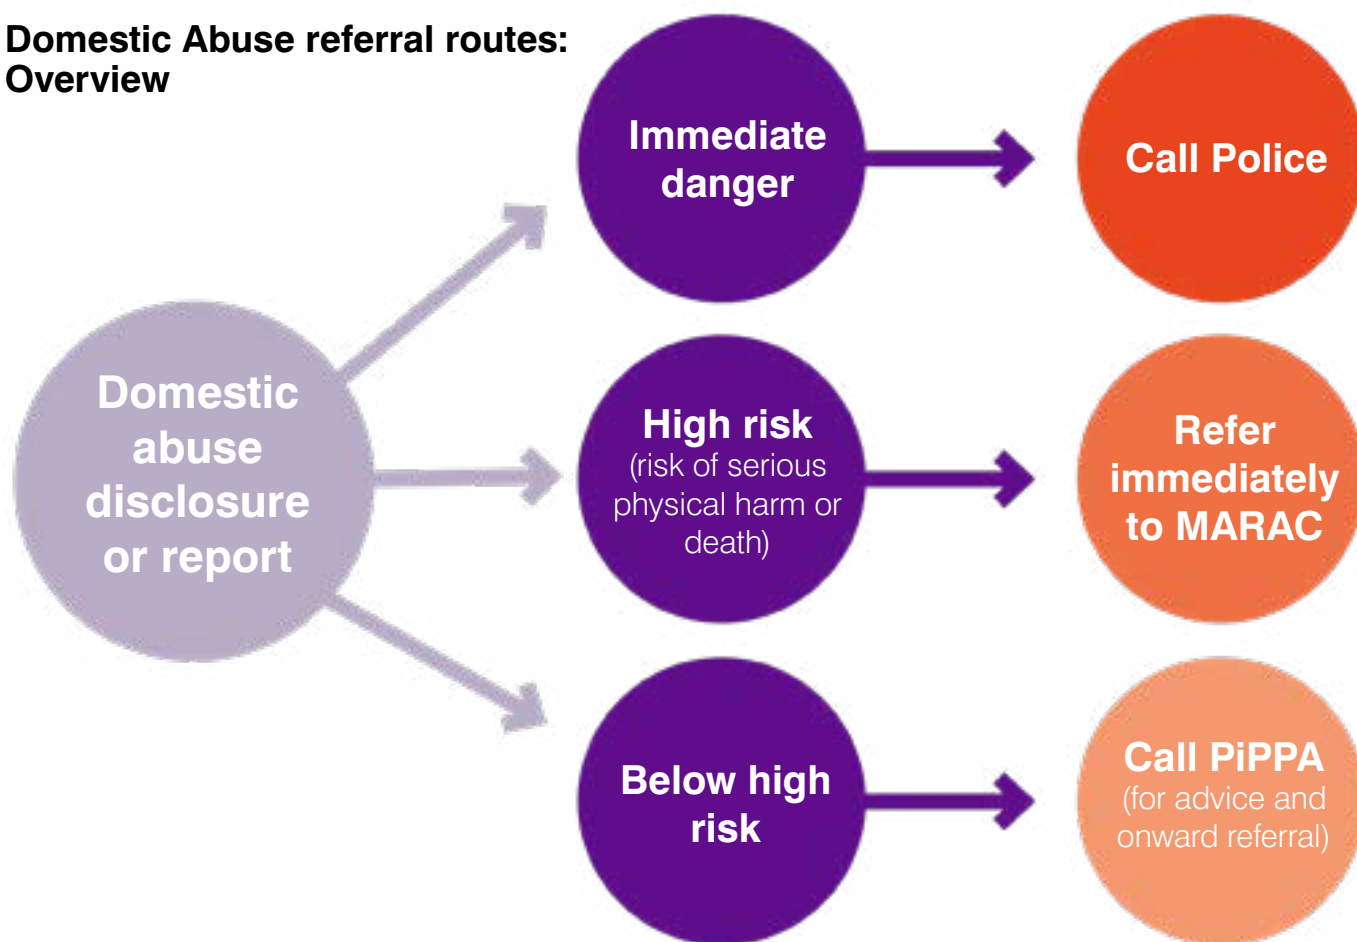 Domestic Abuse referral routes:
Overview
Domestic
abuse
disclosure
or report
Immediate
danger
Call Police
High risk
(risk of serious
physical harm or
death)
Refer
immediately
to MARAC
Below high
risk
Call PiPPA
(for advice and
onward referral)